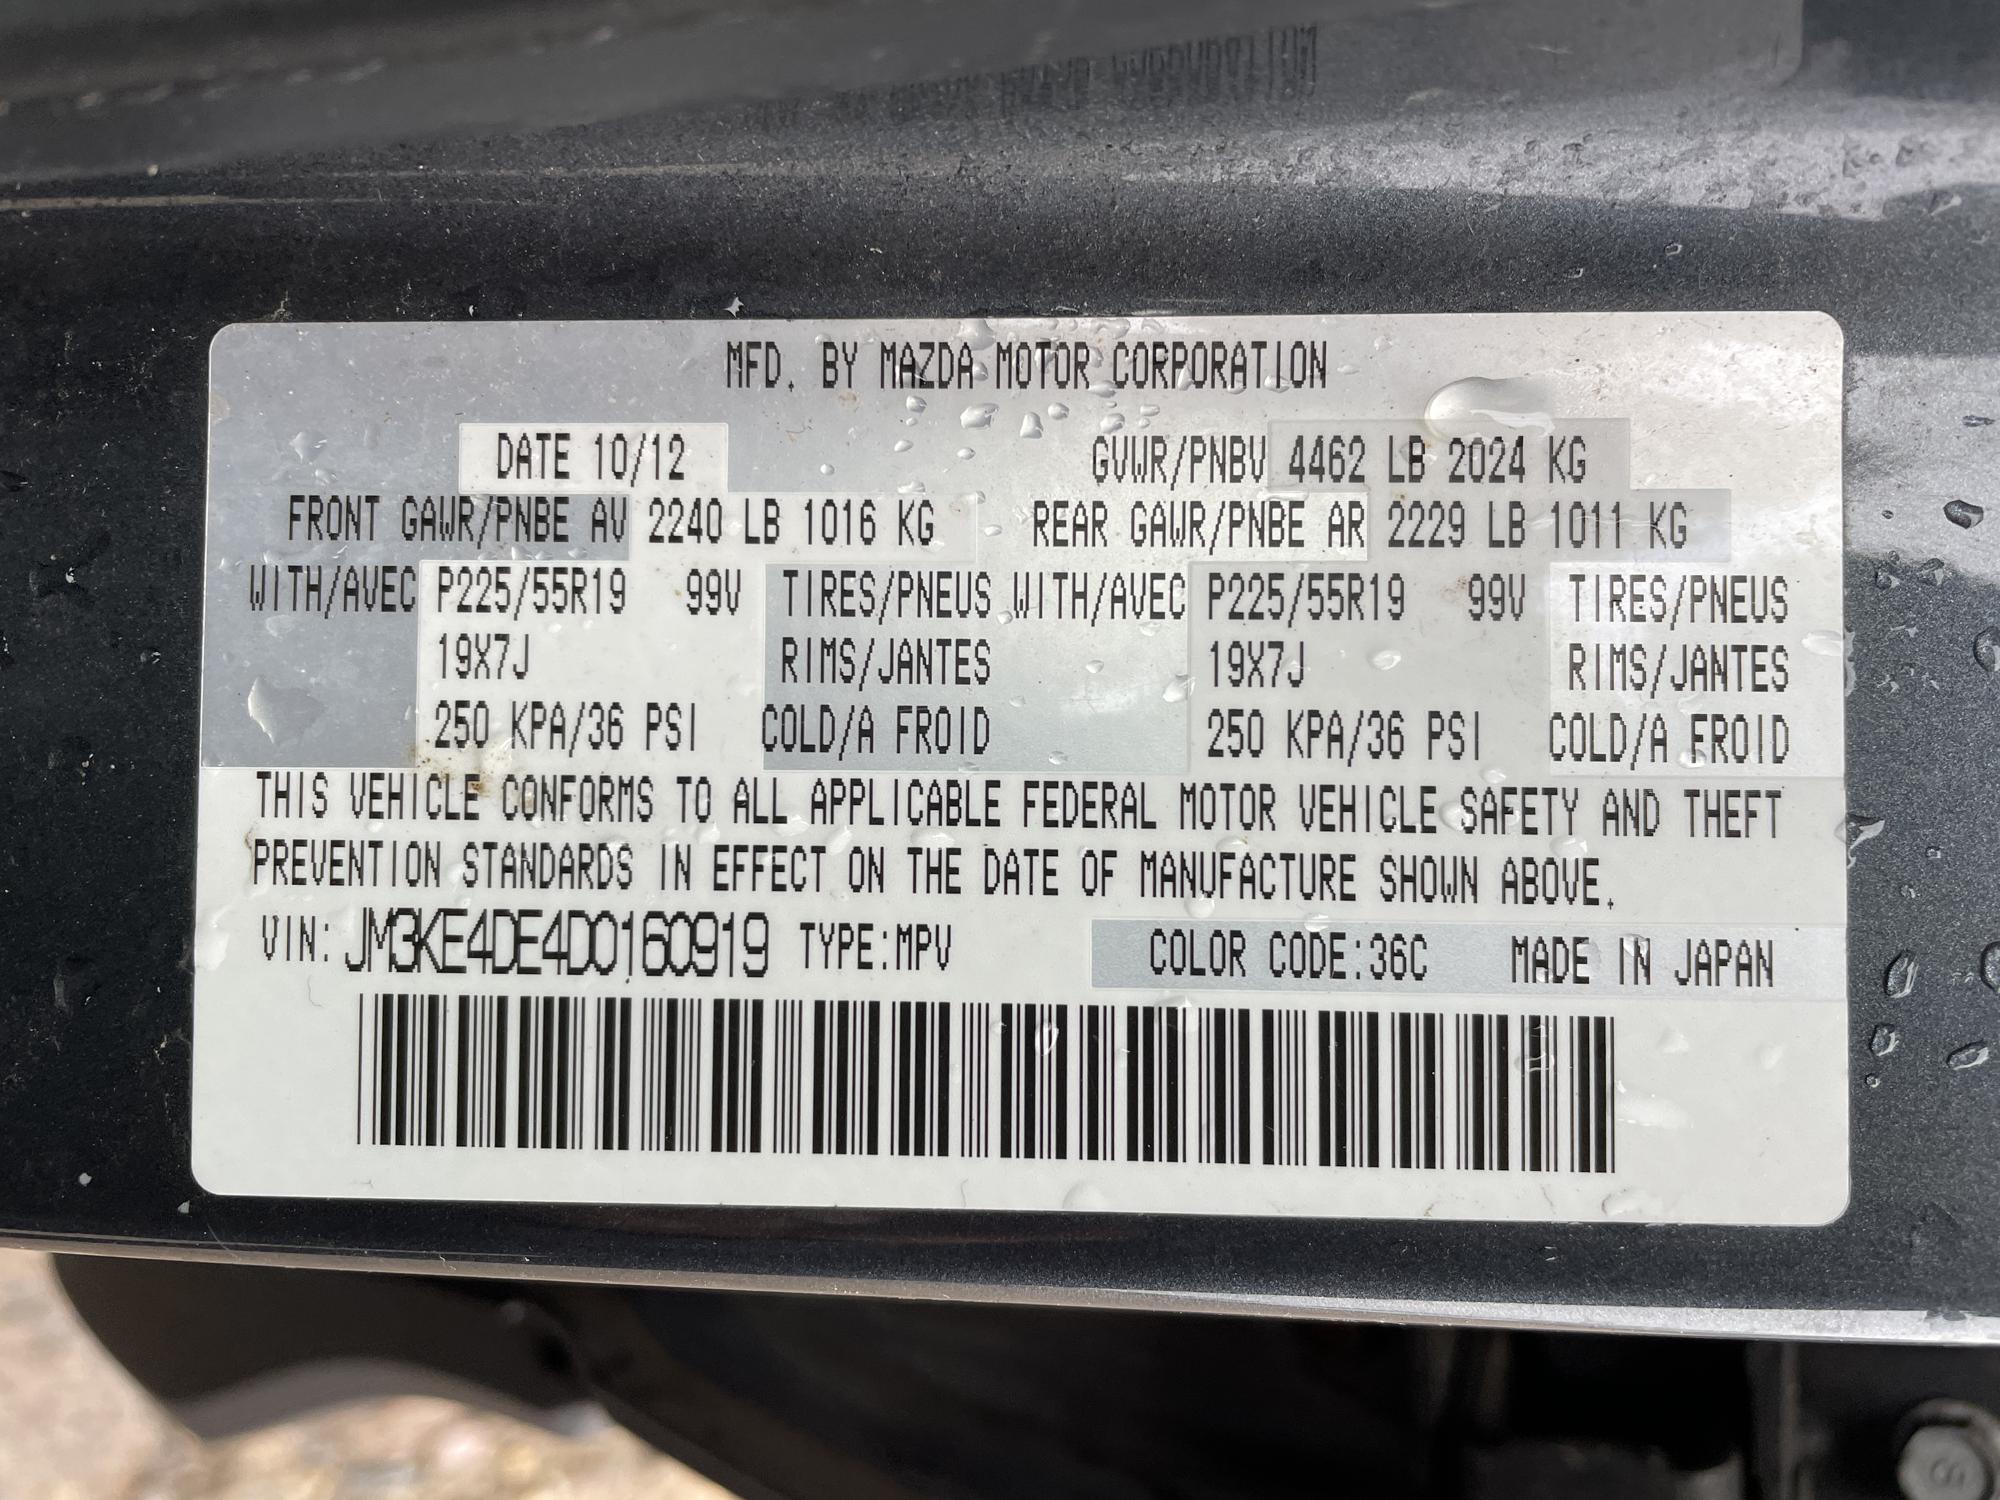 MFD. BY MAZDA MOTOR CORPORATION
DATE 10/12 GVWR/PNBV 4462 LB 2024 KG
FRONT GAWR/PNBE AV 2240 LB 1016 KG REAR GAWR/PNBE AR 2229 LB 1011 KG
WITH/AVEC P225/55R19 99V TIRES/PNEUS WITH/AVEC P225/55R19 99V TIRES/PNEUS
19X7J RIMS/JANTES 19X7J RIMS/JANTES
250 KPA/36 PSI COLD/A FROID 250 KPA/36 PSI COLD/A FROID
THIS VEHICLE CONFORMS TO ALL APPLICABLE FEDERAL MOTOR VEHICLE SAFETY AND THEFT
PREVENTION STANDARDS IN EFFECT ON THE DATE OF MANUFACTURE SHOWN ABOVE.
VIN: JM3KE4DE4D0160919 TYPE:MPV COLOR CODE:36C MADE IN JAPAN